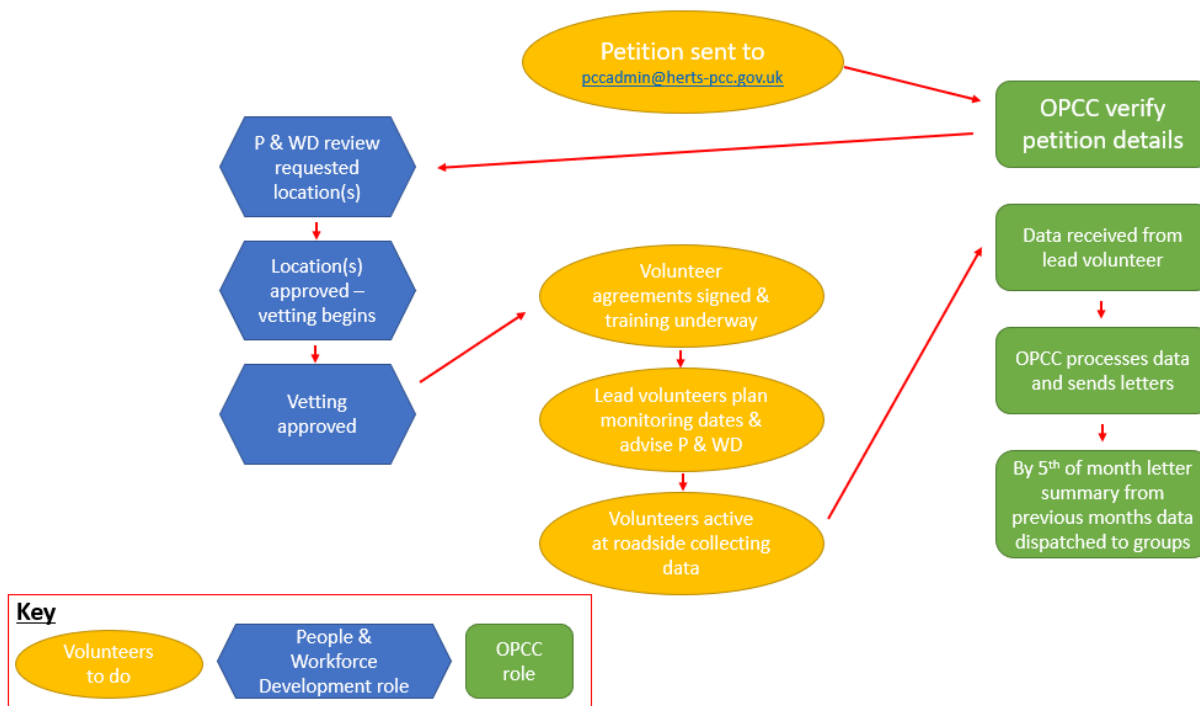 Petition sent to
pccadmin@herts-pcc.gov.uk
OPCC verify
petition details
P & WD review
requested
location(s)
Location(s)
approved –
vetting begins
Vetting
approved
Volunteer
agreements signed &
training underway
Lead volunteers plan
monitoring dates &
advise P & WD
Volunteers active
at roadside collecting
data
Data received from
lead volunteer
OPCC processes data
and sends letters
By 5th of month letter
summary from
previous months data
dispatched to groups
Key
Volunteers
to do
People &
Workforce
Development role
OPCC
role